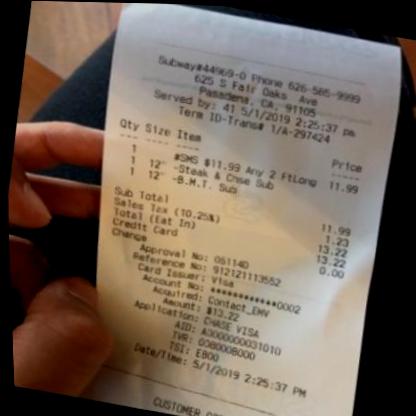 Subway#44969-0 Phone 626-585-9999
625 S Fair Oaks Ave
Pasadena, CA, 91105
Served by: 41 5/1/2019 2:25:37 pm
Term ID-Trans# 1/A-297424
Qty Size Item Price
1 #SMS $11.99 Any 2 FtLong 11.99
1 12" -Steak & Chse Sub
1 12" -B.M.T. Sub
Sub Total 11.99
Sales Tax (10.25%) 1.23
Total (Eat In) 13.22
Credit Card 13.22
Change 0.00
Approval No: 05114D
Reference No: 912121113552
Card Issuer: Visa
Account No: ************0002
Acquired: Contact_EMV
Amount: $13.22
Application: CHASE VISA
AID: A0000000031010
TVR: 0080008000
TSI: E800
Date/Time: 5/1/2019 2:25:37 PM
CUSTOMER